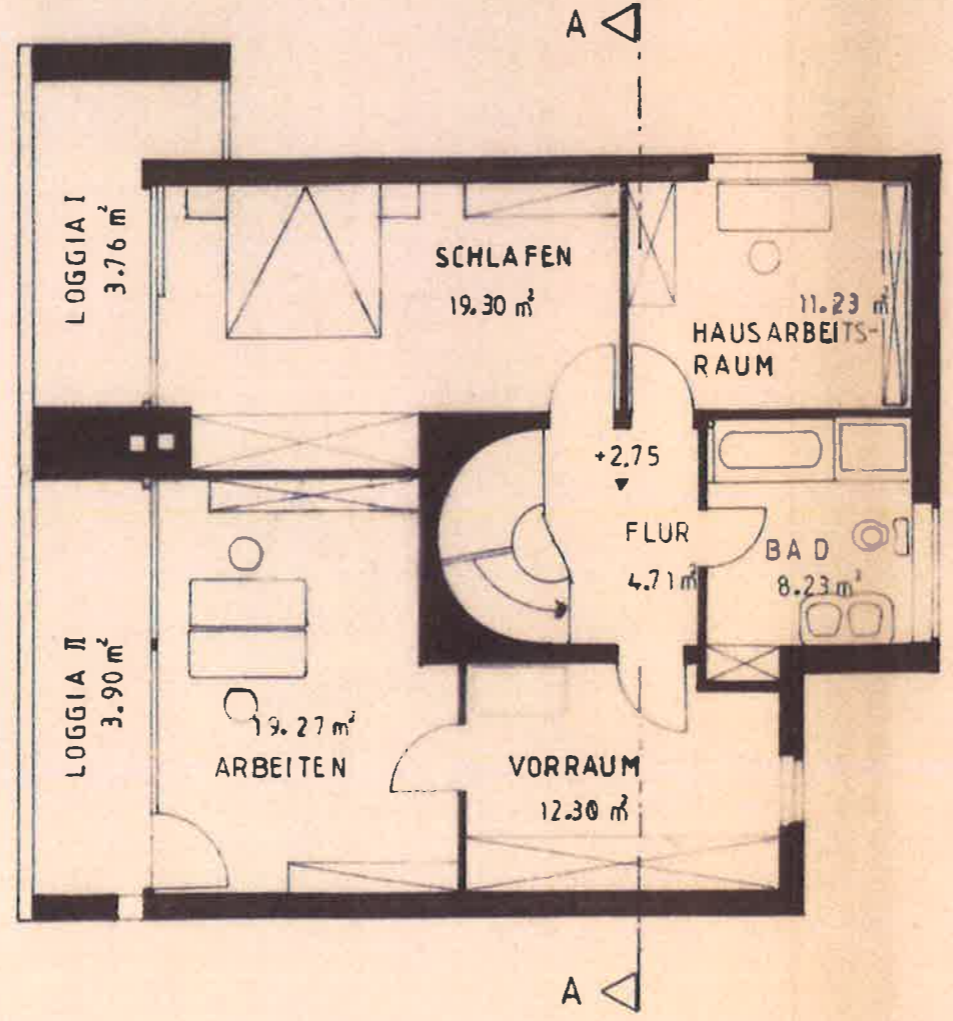 A
LOGGIA I
3.76 m²
SCHLAFEN
19.30 m²
11.23 m²
HAUSARBEITS-
RAUM
+2,75
FLUR
4.71 m²
BAD
8.23 m²
LOGGIA II
3.90 m²
19.27 m²
ARBEITEN
VORRAUM
12.30 m²
A